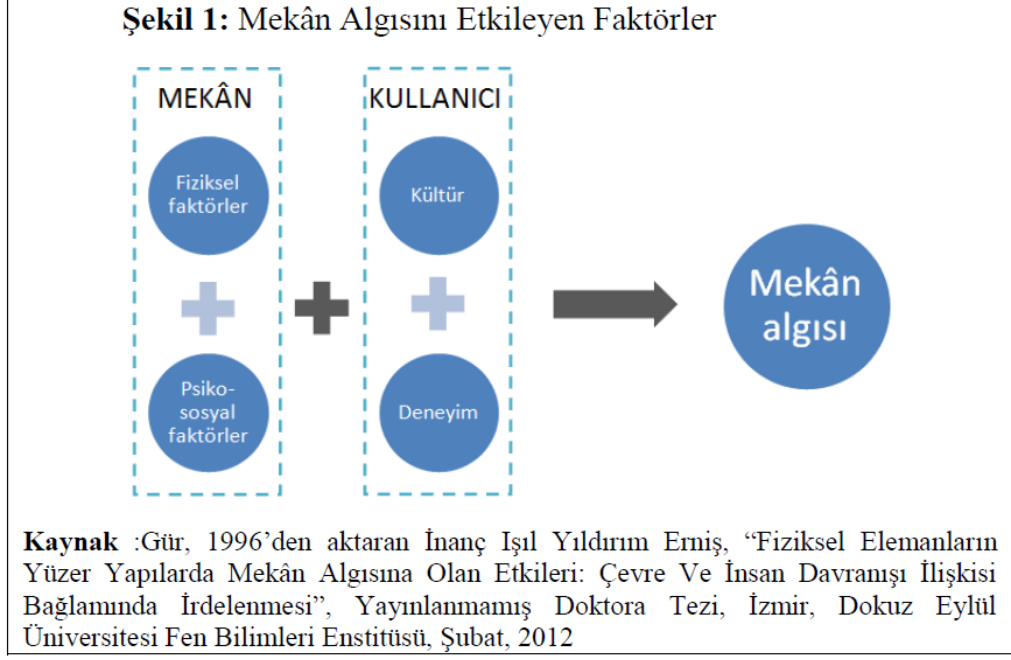 Şekil 1: Mekân Algısını Etkileyen Faktörler
MEKÂN
Fiziksel
faktörler
Psiko-
sosyal
faktörler
KULLANICI
Kültür
Deneyim
Mekân
algısı
Kaynak :Gür, 1996’den aktaran İnanç Işıl Yıldırım Erniş, “Fiziksel Elemanların
Yüzer Yapılarda Mekân Algısına Olan Etkileri: Çevre Ve İnsan Davranışı İlişkisi
Bağlamında İrdelenmesi”, Yayınlanmamış Doktora Tezi, İzmir, Dokuz Eylül
Üniversitesi Fen Bilimleri Enstitüsü, Şubat, 2012